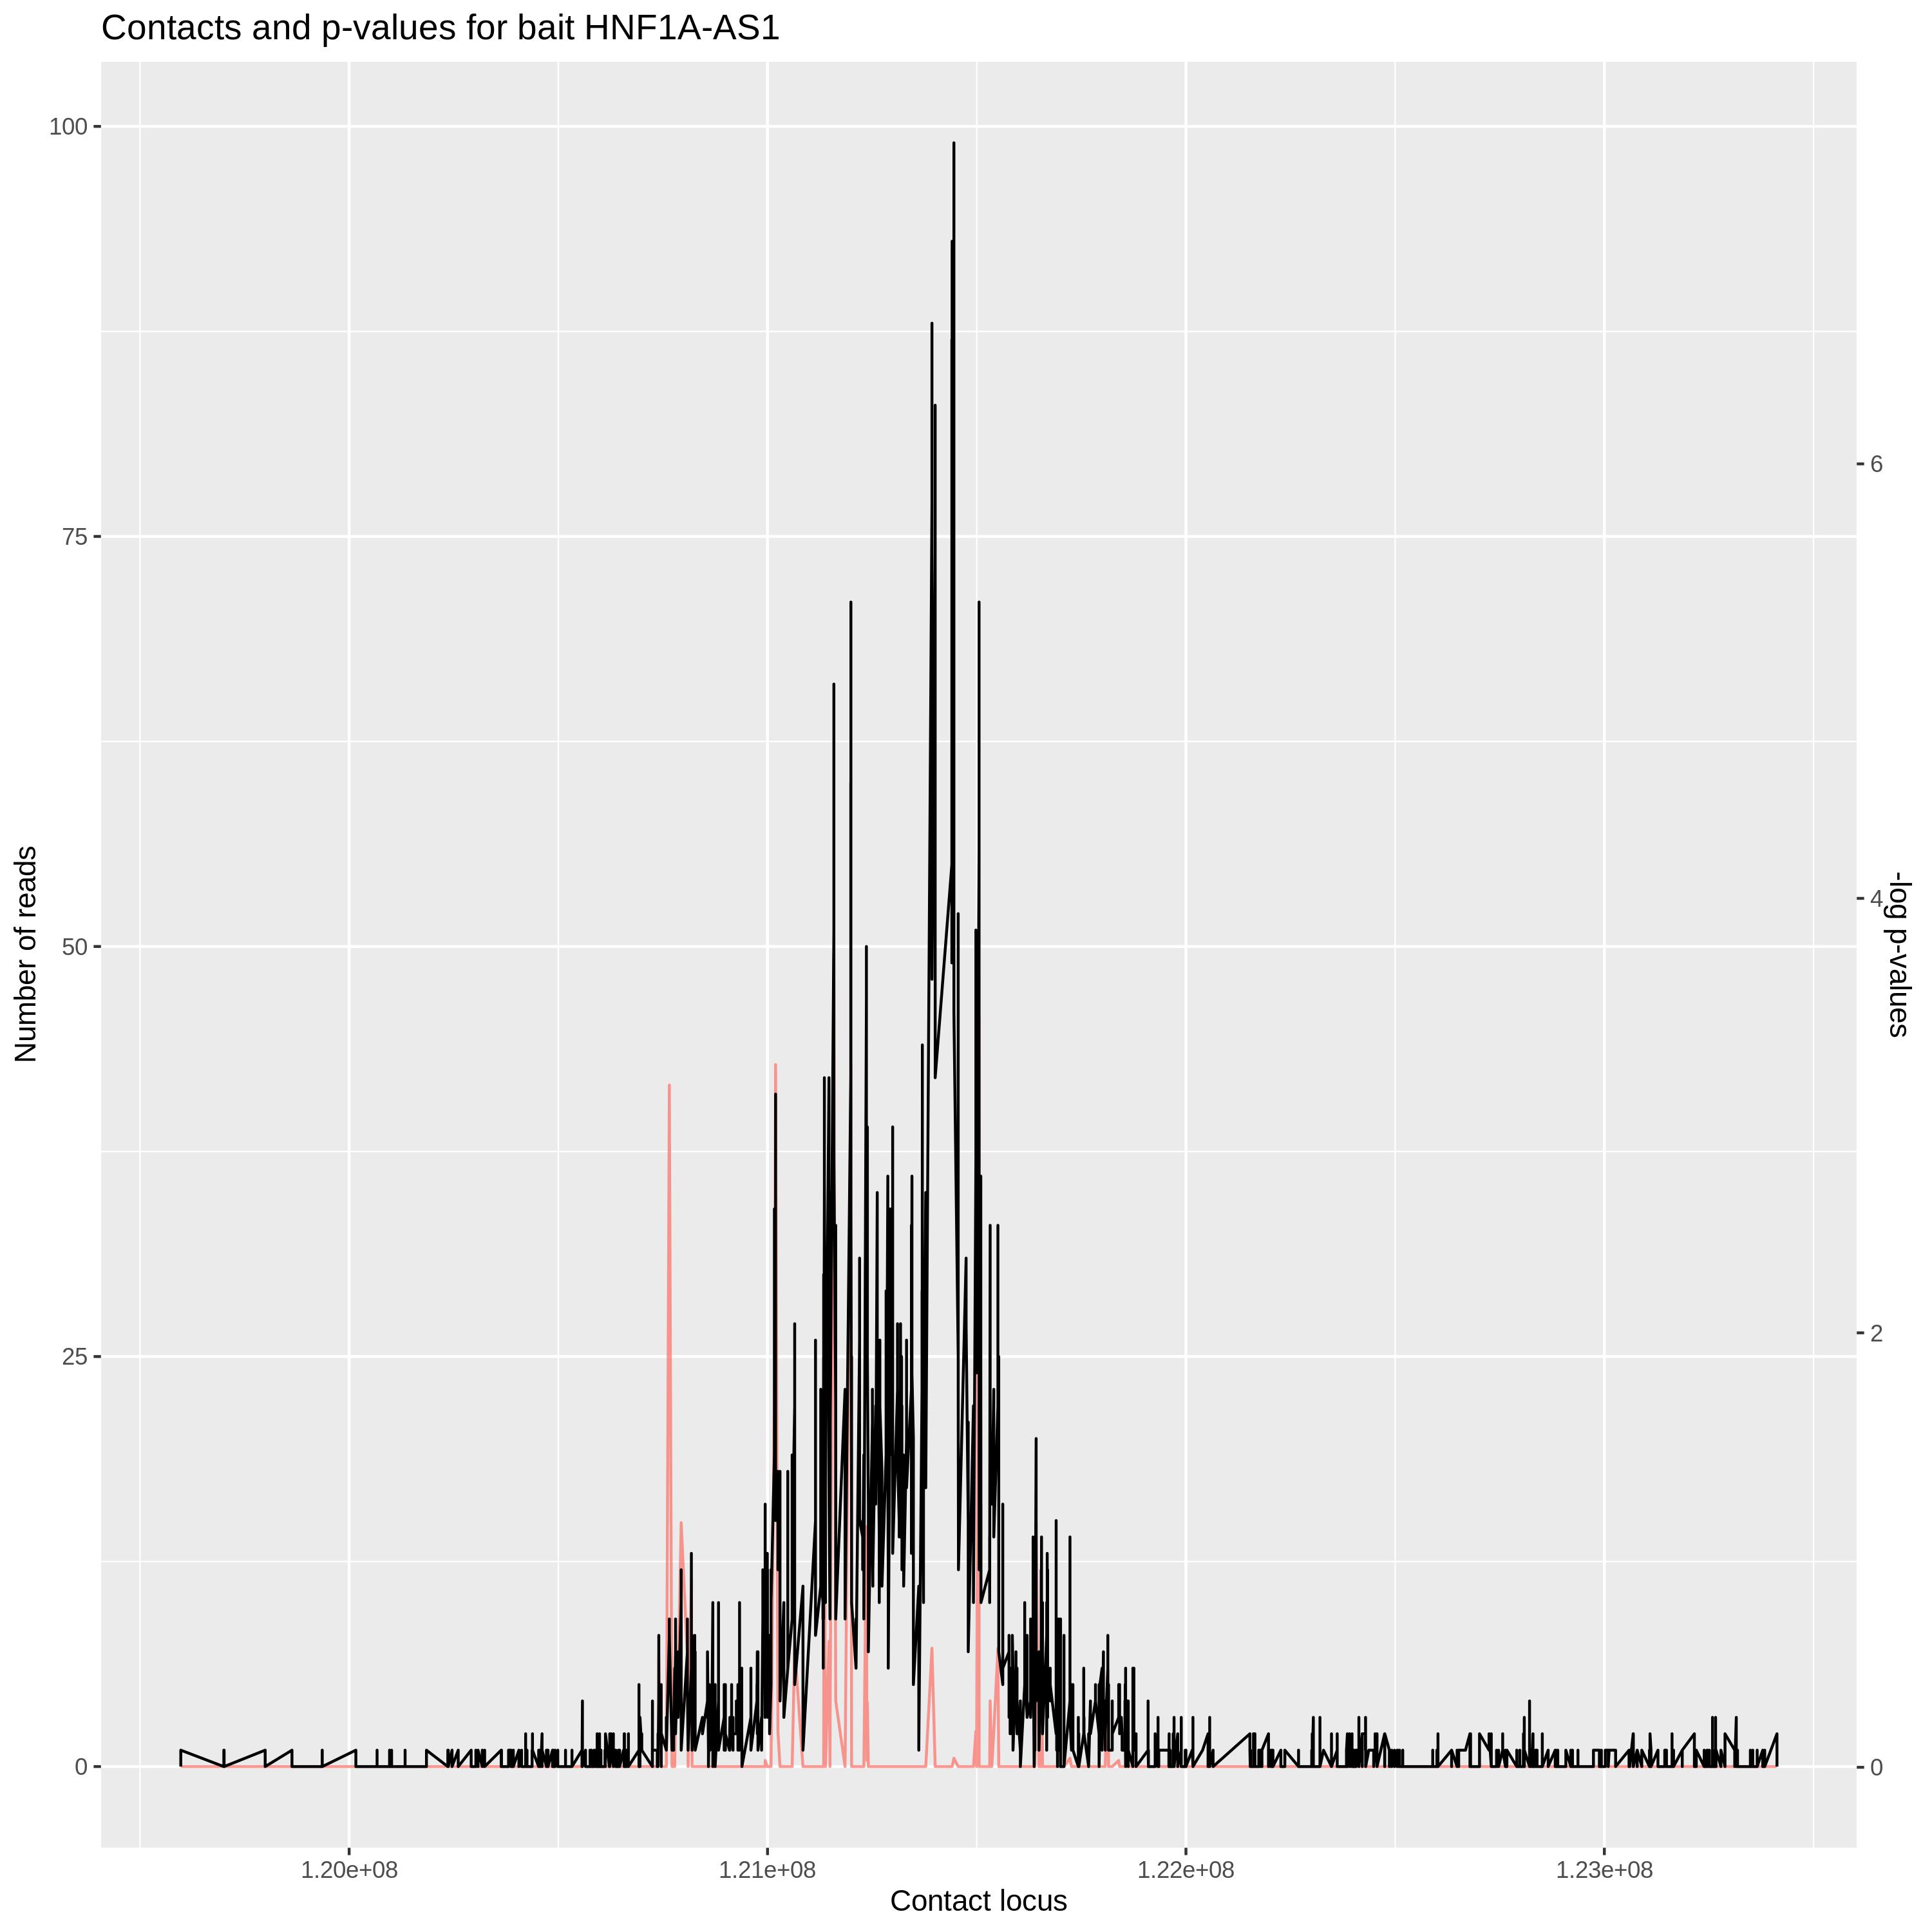 Contacts and p-values for bait HNF1A-AS1
100
75
50
25
0
Number of reads
6
4
2
0
-log p-values
1.20e+08
1.21e+08
1.22e+08
1.23e+08
Contact locus